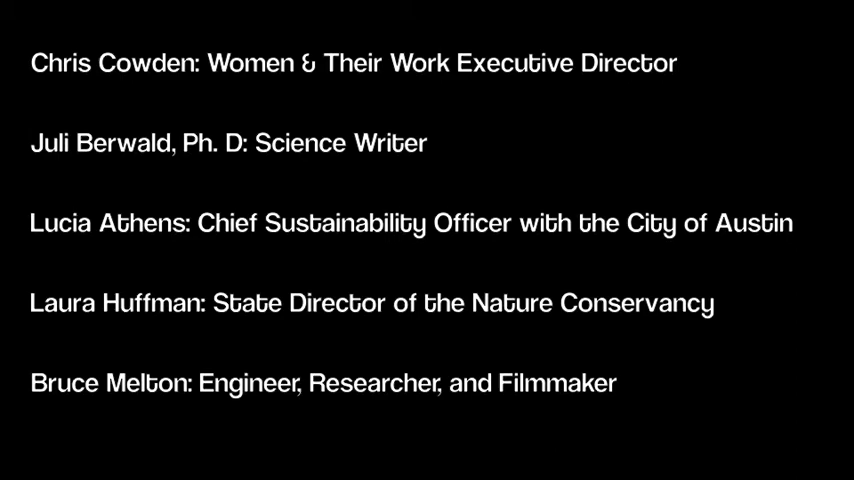 Chris Cowden: Women & Their Work Executive Director
Juli Berwald, Ph. D: Science Writer
Lucia Athens: Chief Sustainability Officer with the City of Austin
Laura Huffman: State Director of the Nature Conservancy
Bruce Melton: Engineer, Researcher, and Filmmaker